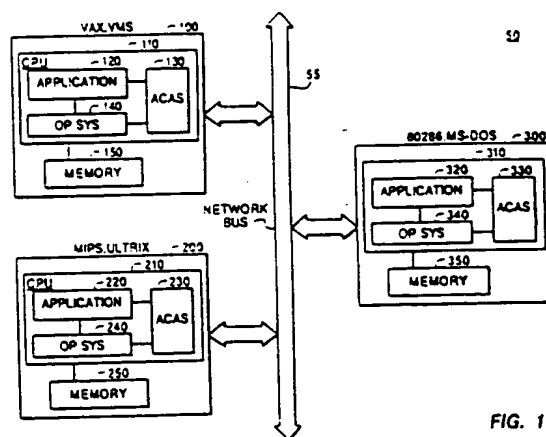 VAX.VMS 100
110
CPU 120 130
APPLICATION
ACAS
140
OP SYS
150
MEMORY
MIPS.ULTRIX 200
210
CPU 220 230
APPLICATION
ACAS
240
OP SYS
250
MEMORY
NETWORK
BUS
55
50
80286.MS-DOS 300
310
320 330
APPLICATION
ACAS
340
OP SYS
350
MEMORY
FIG. 1